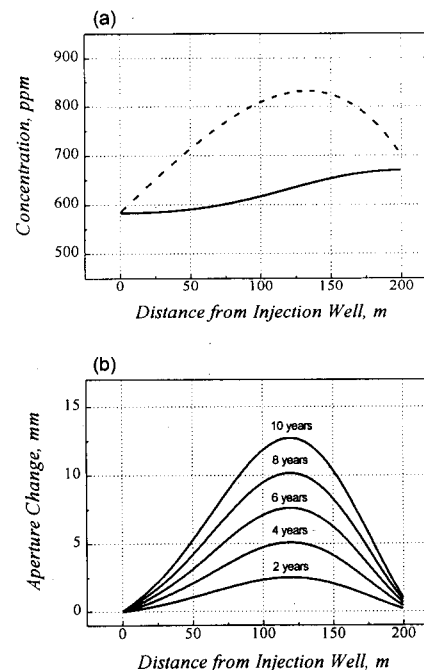 (a)
Concentration, ppm
900
800
700
600
500
0 50 100 150 200
Distance from Injection Well, m
(b)
Aperture Change, mm
15
10
5
0
10 years
8 years
6 years
4 years
2 years
0 50 100 150 200
Distance from Injection Well, m